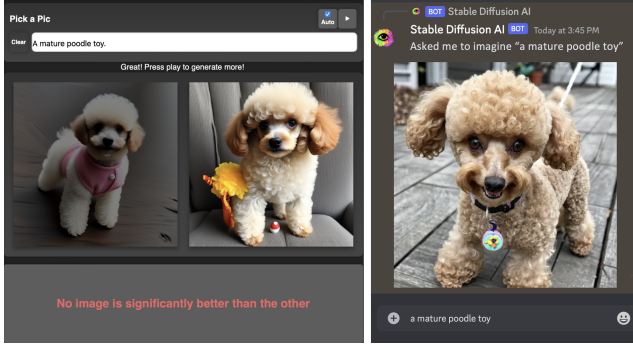 Pick a Pic
Auto
Clear
A mature poodle toy.
Great! Press play to generate more!
No image is significantly better than the other
BOT Stable Diffusion AI
Stable Diffusion AI BOT Today at 3:45 PM
Asked me to imagine “a mature poodle toy”
a mature poodle toy